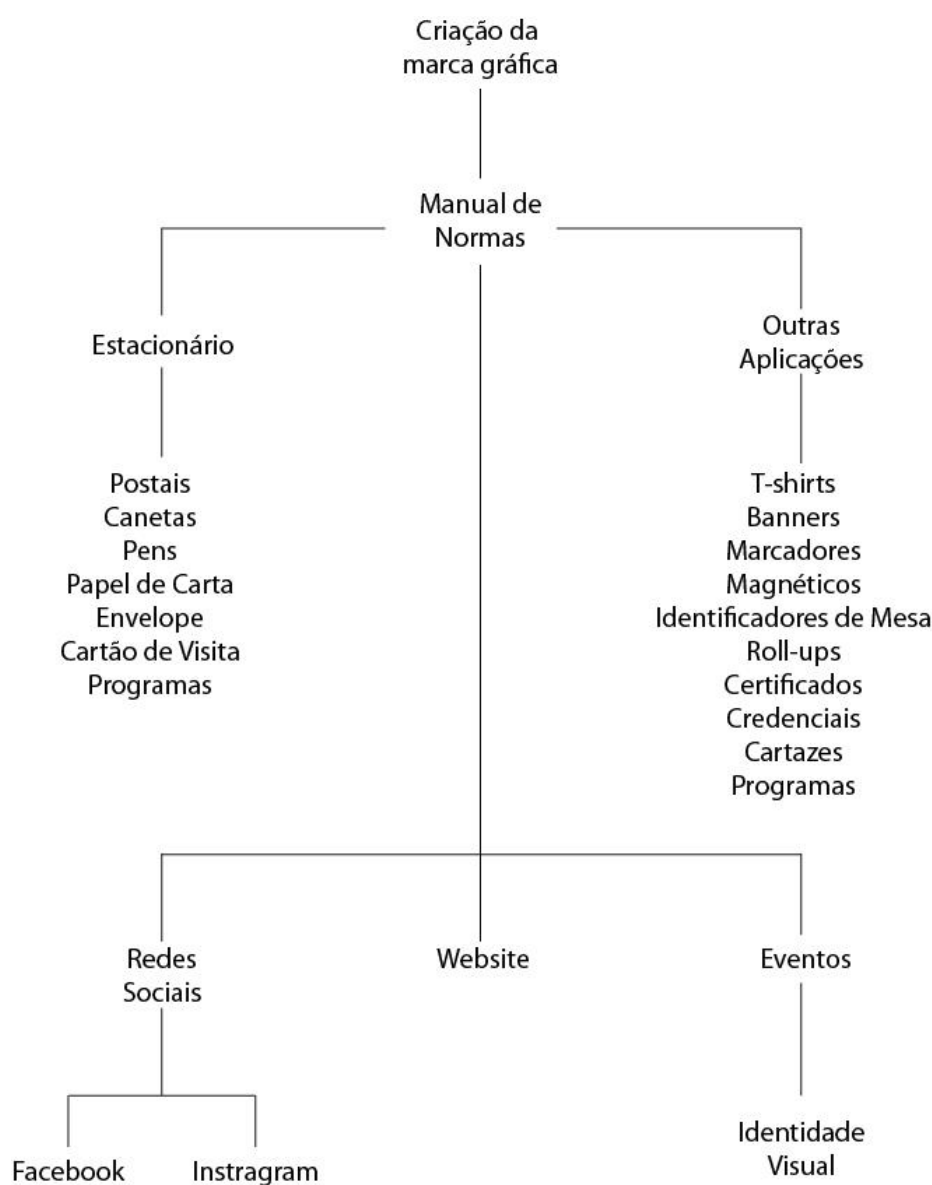 Criação da
marca gráfica
Manual de
Normas
Estacionário
Outras
Aplicações
Postais
Canetas
Pens
Papel de Carta
Envelope
Cartão de Visita
Programas
T-shirts
Banners
Marcadores
Magnéticos
Identificadores de Mesa
Roll-ups
Certificados
Credenciais
Cartazes
Programas
Redes
Sociais
Website
Eventos
Facebook
Instragram
Identidade
Visual